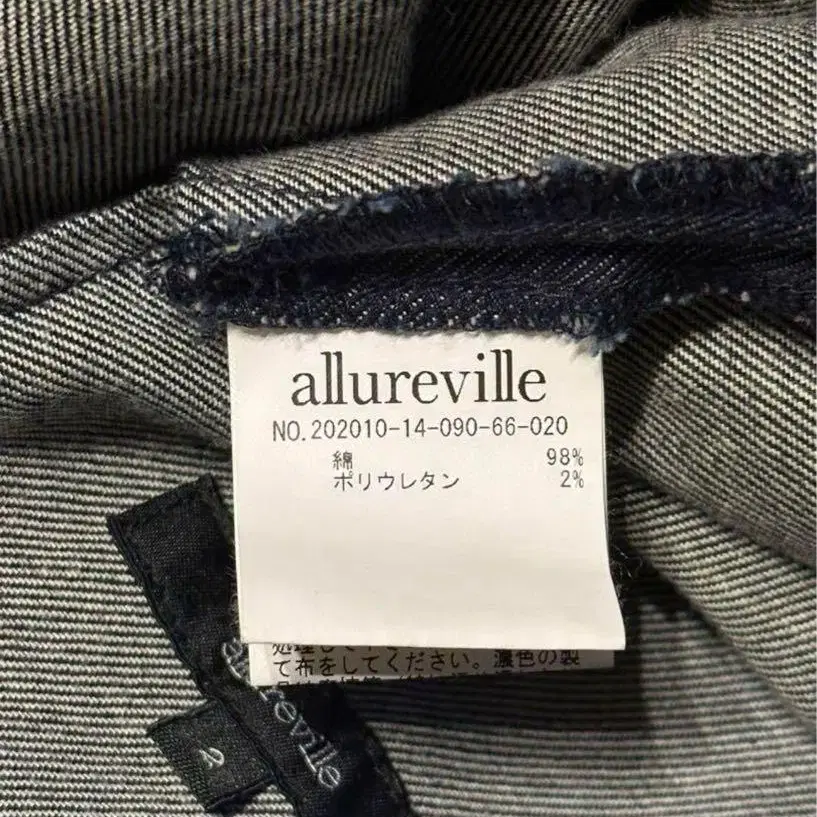 allureville
NO.202010-14-090-66-020
綿 98%
ポリウレタン 2%
て布をしてください。濃色の製
allureville
2